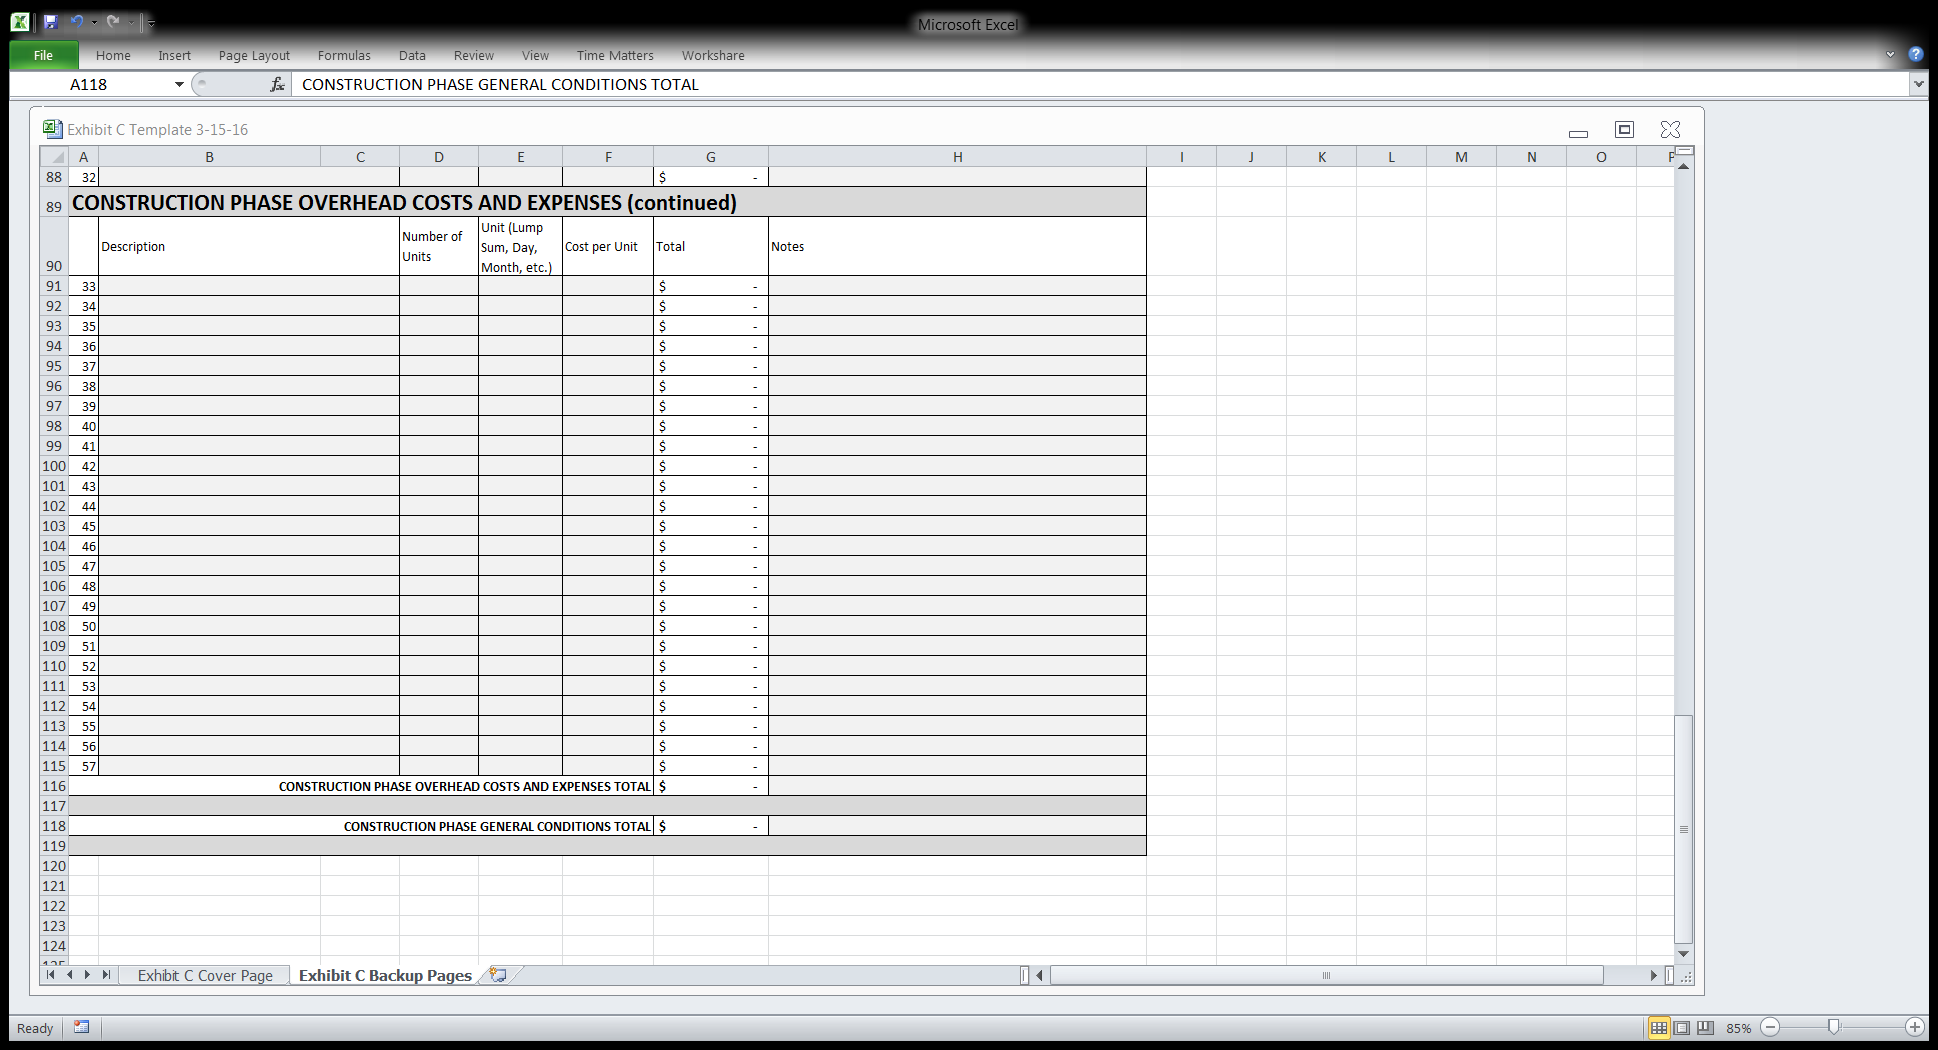 Microsoft Excel
File Home Insert Page Layout Formulas Data Review View Time Matters Workshare
A118 fx CONSTRUCTION PHASE GENERAL CONDITIONS TOTAL
Exhibit C Template 3-15-16
A B C D E F G H I J K L M N O P
88 32 $ -
89 CONSTRUCTION PHASE OVERHEAD COSTS AND EXPENSES (continued)
90 Description Number of Units Unit (Lump Sum, Day, Month, etc.) Cost per Unit Total Notes
91 33 $ -
92 34 $ -
93 35 $ -
94 36 $ -
95 37 $ -
96 38 $ -
97 39 $ -
98 40 $ -
99 41 $ -
100 42 $ -
101 43 $ -
102 44 $ -
103 45 $ -
104 46 $ -
105 47 $ -
106 48 $ -
107 49 $ -
108 50 $ -
109 51 $ -
110 52 $ -
111 53 $ -
112 54 $ -
113 55 $ -
114 56 $ -
115 57 $ -
116 CONSTRUCTION PHASE OVERHEAD COSTS AND EXPENSES TOTAL $ -
117
118 CONSTRUCTION PHASE GENERAL CONDITIONS TOTAL $ -
119
120
121
122
123
124
125
Exhibit C Cover Page Exhibit C Backup Pages
Ready 85%